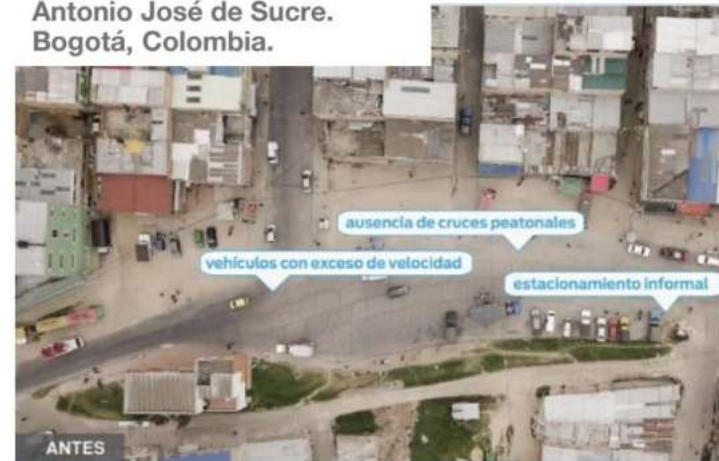 Antonio José de Sucre.
Bogotá, Colombia.
ausencia de cruces peatonales
vehículos con exceso de velocidad
estacionamiento informal
ANTES